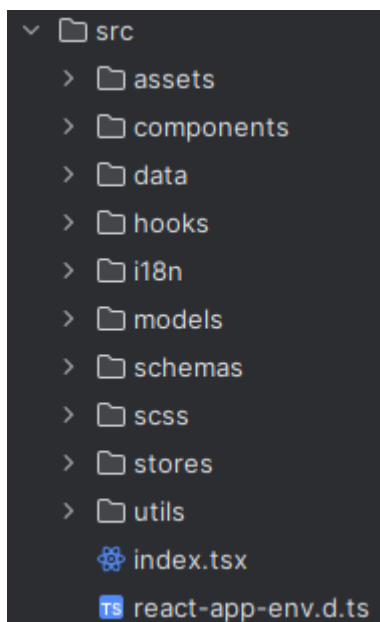 src
assets
components
data
hooks
i18n
models
schemas
scss
stores
utils
index.tsx
TS react-app-env.d.ts